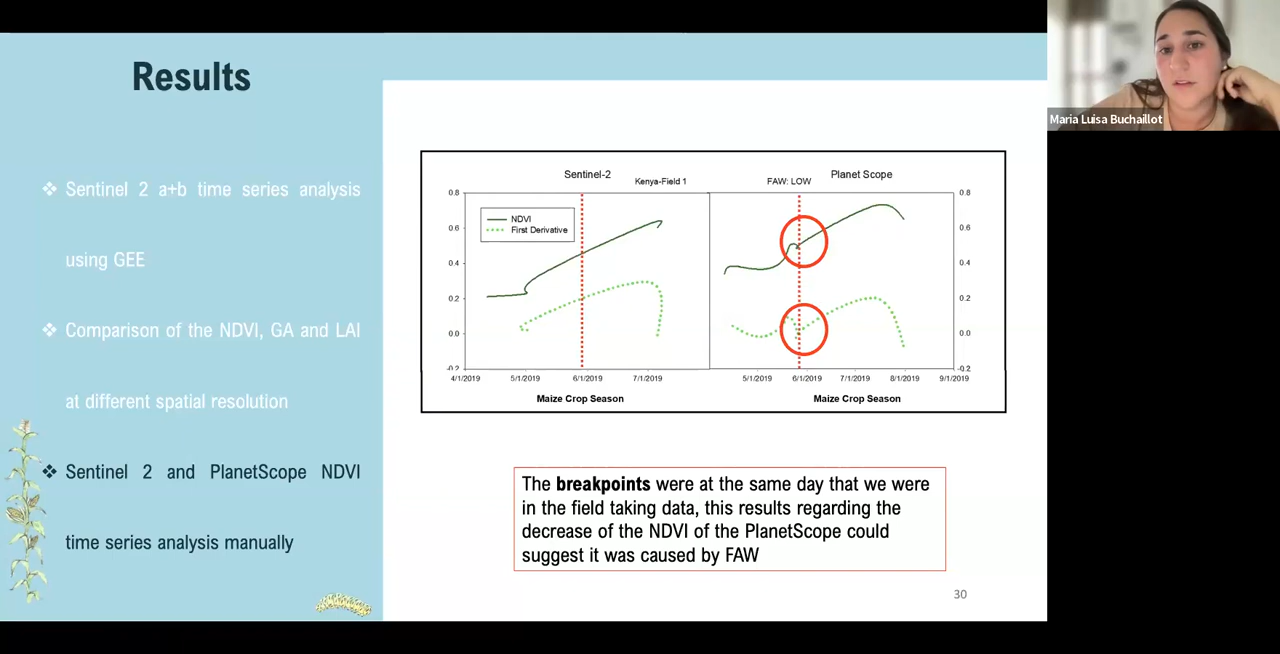 Results
❖ Sentinel 2 a+b time series analysis
using GEE
❖ Comparison of the NDVI, GA and LAI
at different spatial resolution
❖ Sentinel 2 and PlanetScope NDVI
time series analysis manually
Sentinel-2
Kenya-Field 1
FAW: LOW
Planet Scope
NDVI
First Derivative
0.8
0.6
0.4
0.2
0.0
-0.2
4/1/2019 5/1/2019 6/1/2019 7/1/2019
Maize Crop Season
0.8
0.6
0.4
0.2
0.0
-0.2
5/1/2019 6/1/2019 7/1/2019 8/1/2019 9/1/2019
Maize Crop Season
The breakpoints were at the same day that we were
in the field taking data, this results regarding the
decrease of the NDVI of the PlanetScope could
suggest it was caused by FAW
30
Maria Luisa Buchaillot